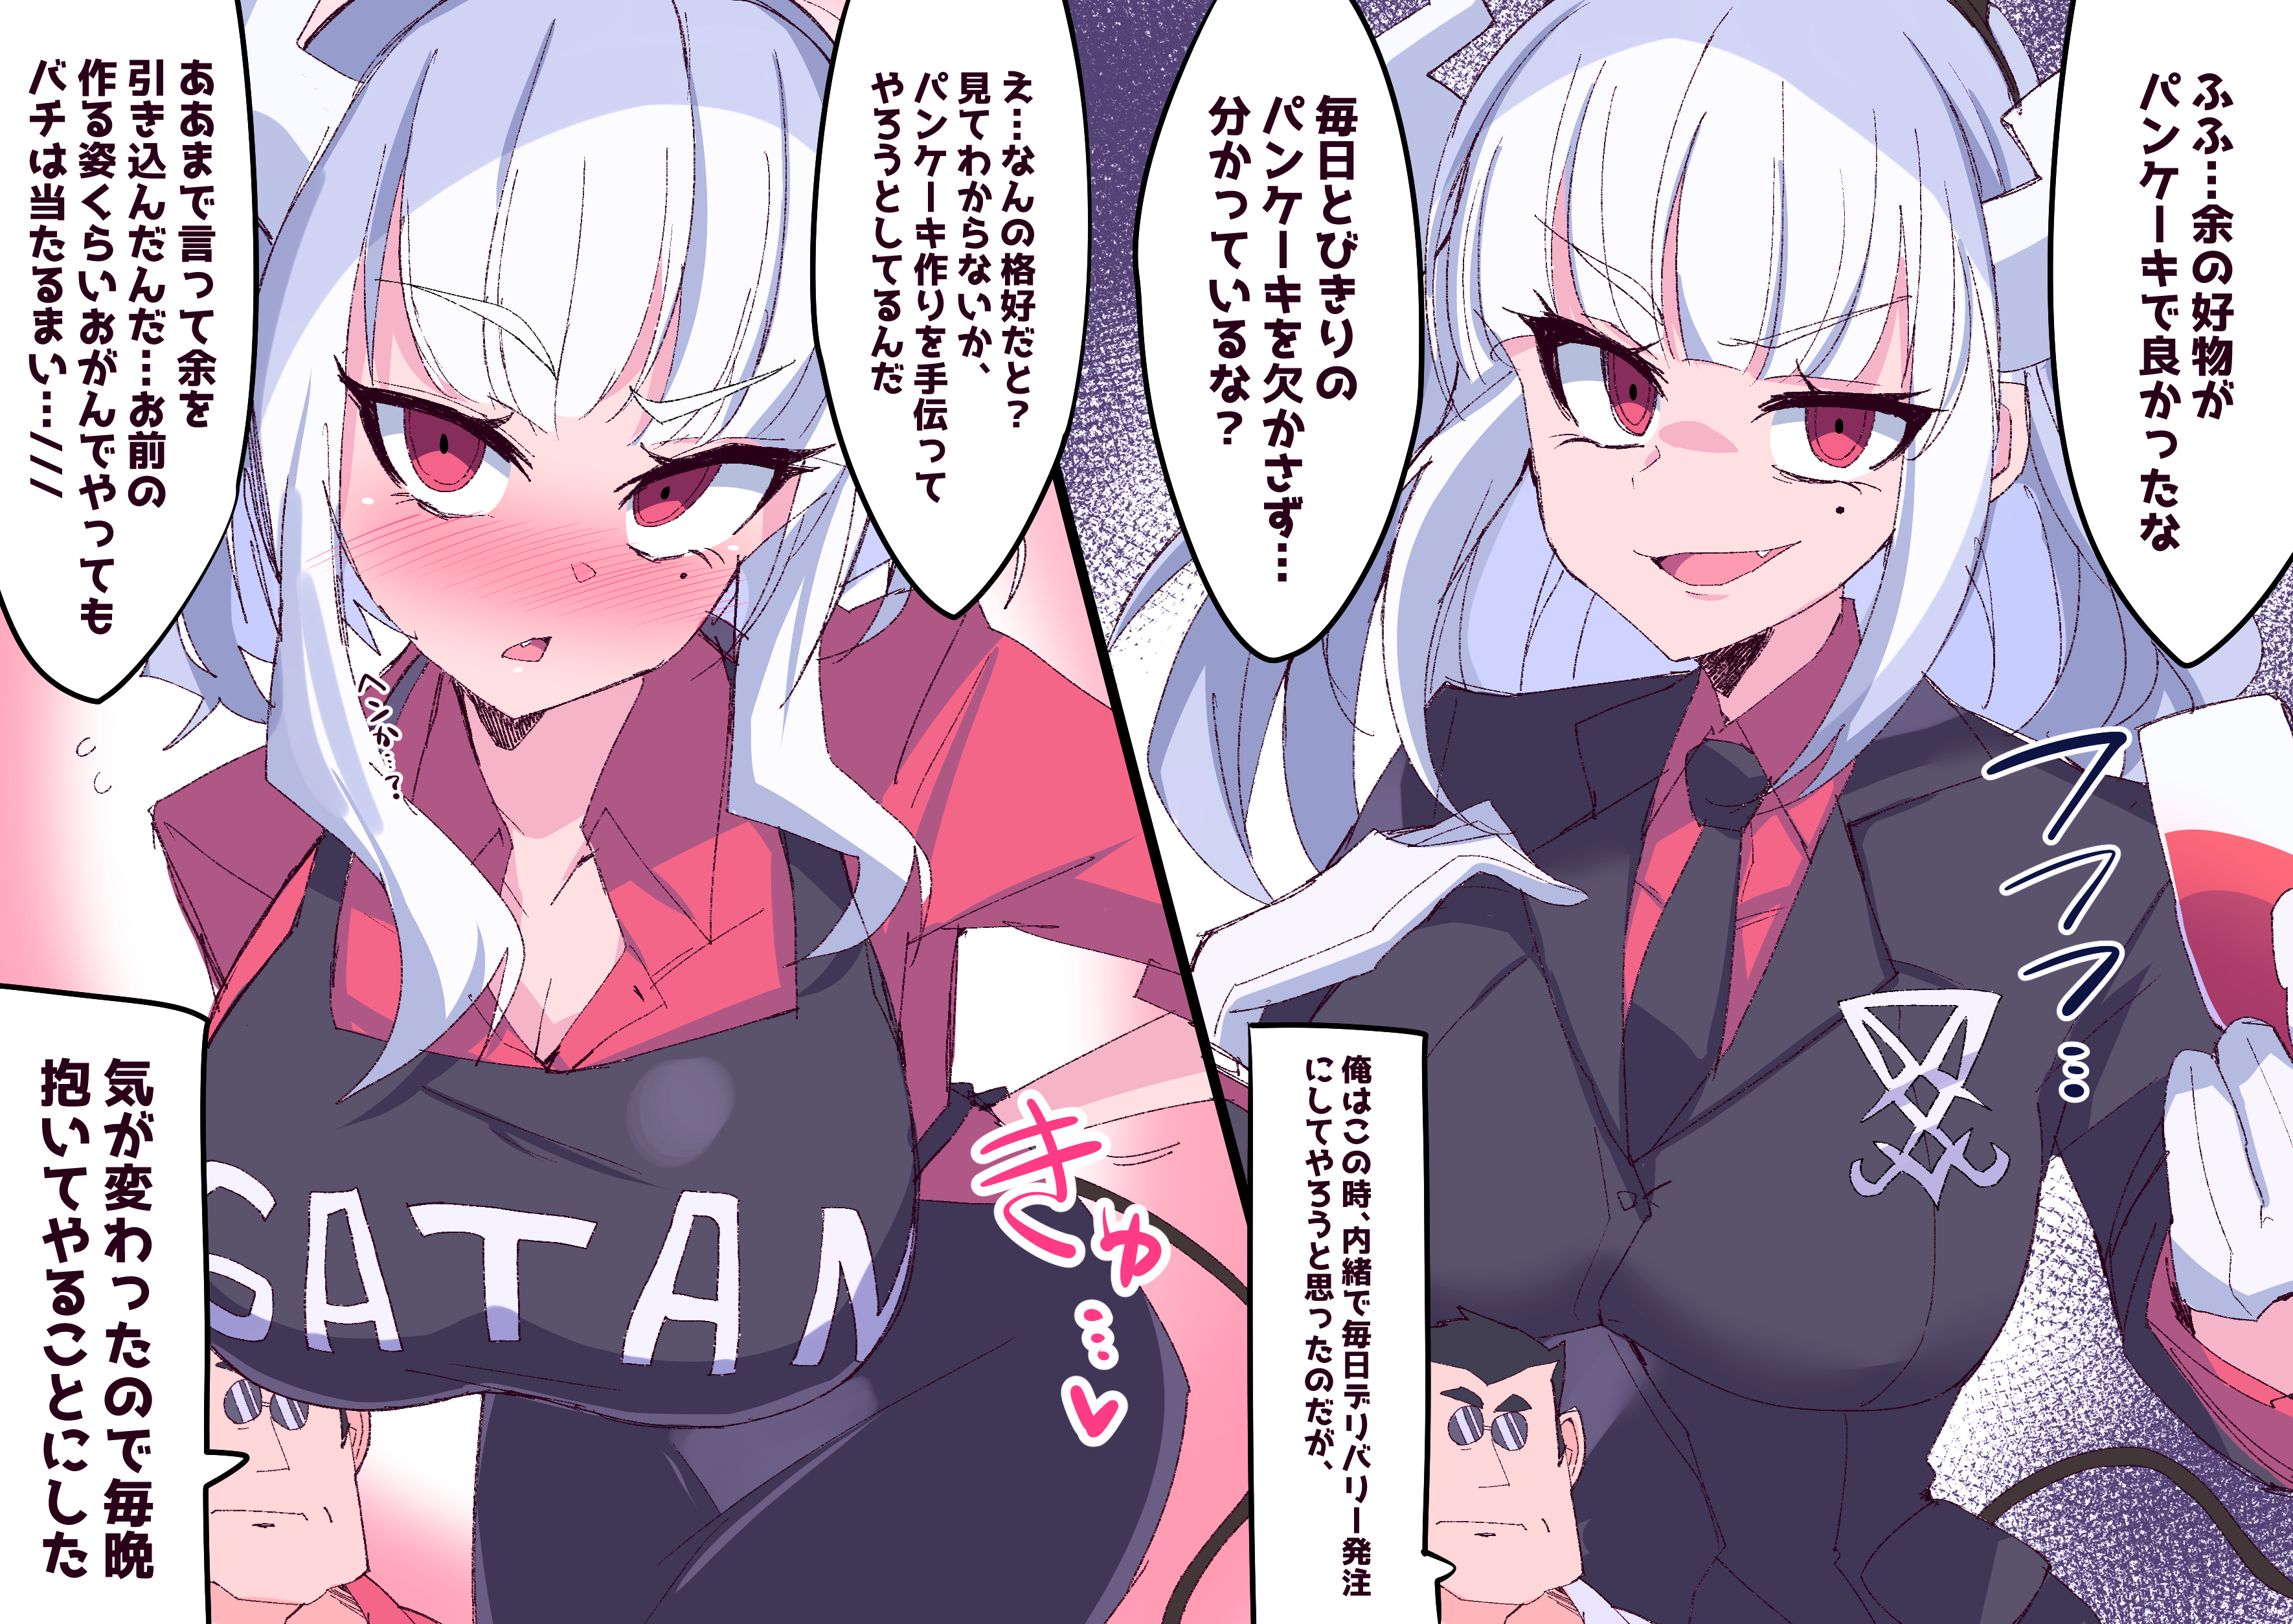 ふふ…余の好物が
パンケーキで良かったな
毎日とびきりの
パンケーキを欠かさず…
分かっているな?
フフフ…
俺はこの時、内緒で毎日デリバリー発注
にしてやろうと思ったのだが、
え…なんの格好だと?
見てわからないか、
パンケーキ作りを手伝って
やろうとしてるんだ
ああまで言って余を
引き込んだんだ…お前の
作る姿くらいおがんでやっても
バチは当たるまい…///
ヘンか…?
SATAN
きゅ…♥
気が変わったので毎晩
抱いてやることにした